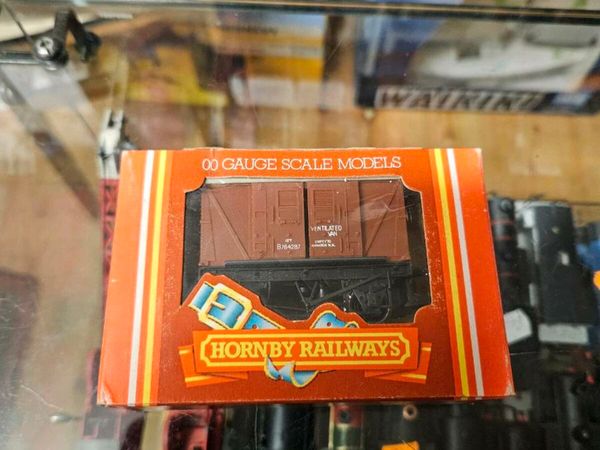 00 GAUGE SCALE MODELS
VENTILATED
VAN
B784287
HORNBY RAILWAYS